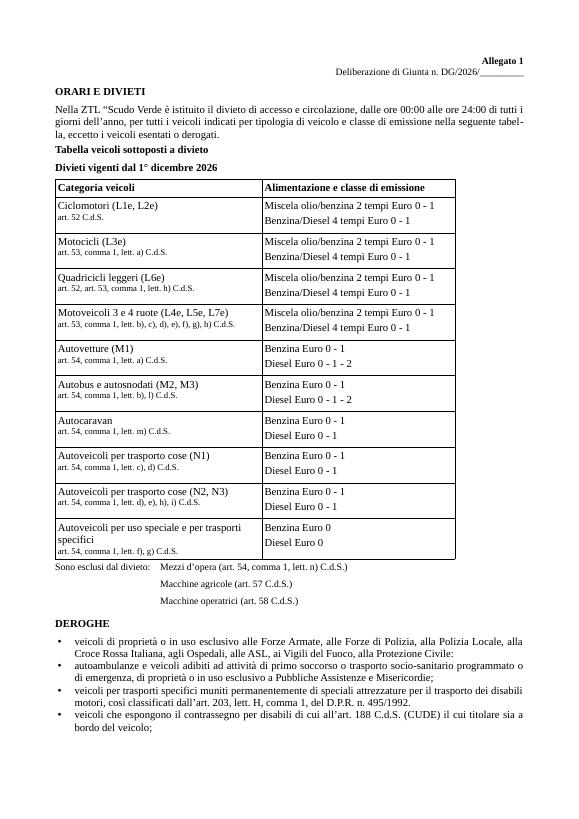 Allegato 1
Deliberazione di Giunta n. DG/2026/_________
ORARI E DIVIETI
Nella ZTL “Scudo Verde è istituito il divieto di accesso e circolazione, dalle ore 00:00 alle ore 24:00 di tutti i
giorni dell’anno, per tutti i veicoli indicati per tipologia di veicolo e classe di emissione nella seguente tabel-
la, eccetto i veicoli esentati o derogati.
Tabella veicoli sottoposti a divieto
Divieti vigenti dal 1° dicembre 2026
Categoria veicoli Alimentazione e classe di emissione
Ciclomotori (L1e, L2e) Miscela olio/benzina 2 tempi Euro 0 - 1
art. 52 C.d.S. Benzina/Diesel 4 tempi Euro 0 - 1
Motocicli (L3e) Miscela olio/benzina 2 tempi Euro 0 - 1
art. 53, comma 1, lett. a) C.d.S. Benzina/Diesel 4 tempi Euro 0 - 1
Quadricicli leggeri (L6e) Miscela olio/benzina 2 tempi Euro 0 - 1
art. 52, art. 53, comma 1, lett. h) C.d.S. Benzina/Diesel 4 tempi Euro 0 - 1
Motoveicoli 3 e 4 ruote (L4e, L5e, L7e) Miscela olio/benzina 2 tempi Euro 0 - 1
art. 53, comma 1, lett. b), c), d), e), f), g), h) C.d.S. Benzina/Diesel 4 tempi Euro 0 - 1
Autovetture (M1) Benzina Euro 0 - 1
art. 54, comma 1, lett. a) C.d.S. Diesel Euro 0 - 1 - 2
Autobus e autosnodati (M2, M3) Benzina Euro 0 - 1
art. 54, comma 1, lett. b), l) C.d.S. Diesel Euro 0 - 1 - 2
Autocaravan Benzina Euro 0 - 1
art. 54, comma 1, lett. m) C.d.S. Diesel Euro 0 - 1
Autoveicoli per trasporto cose (N1) Benzina Euro 0 - 1
art. 54, comma 1, lett. c), d) C.d.S. Diesel Euro 0 - 1
Autoveicoli per trasporto cose (N2, N3) Benzina Euro 0 - 1
art. 54, comma 1, lett. d), e), h), i) C.d.S. Diesel Euro 0 - 1
Autoveicoli per uso speciale e per trasporti Benzina Euro 0
specifici Diesel Euro 0
art. 54, comma 1, lett. f), g) C.d.S.
Sono esclusi dal divieto: Mezzi d’opera (art. 54, comma 1, lett. n) C.d.S.)
Macchine agricole (art. 57 C.d.S.)
Macchine operatrici (art. 58 C.d.S.)
DEROGHE
• veicoli di proprietà o in uso esclusivo alle Forze Armate, alle Forze di Polizia, alla Polizia Locale, alla
Croce Rossa Italiana, agli Ospedali, alle ASL, ai Vigili del Fuoco, alla Protezione Civile:
• autoambulanze e veicoli adibiti ad attività di primo soccorso o trasporto socio-sanitario programmato o
di emergenza, di proprietà o in uso esclusivo a Pubbliche Assistenze e Misericordie;
• veicoli per trasporti specifici muniti permanentemente di speciali attrezzature per il trasporto dei disabili
motori, così classificati dall’art. 203, lett. H, comma 1, del D.P.R. n. 495/1992.
• veicoli che espongono il contrassegno per disabili di cui all’art. 188 C.d.S. (CUDE) il cui titolare sia a
bordo del veicolo;